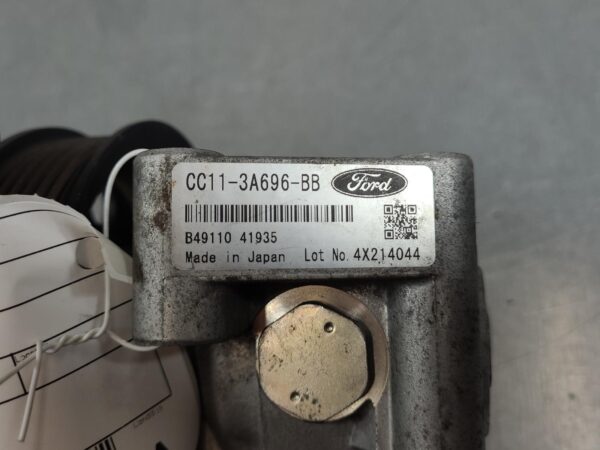 CC11-3A696-BB Ford
B49110 41935
Made in Japan Lot No. 4X214044